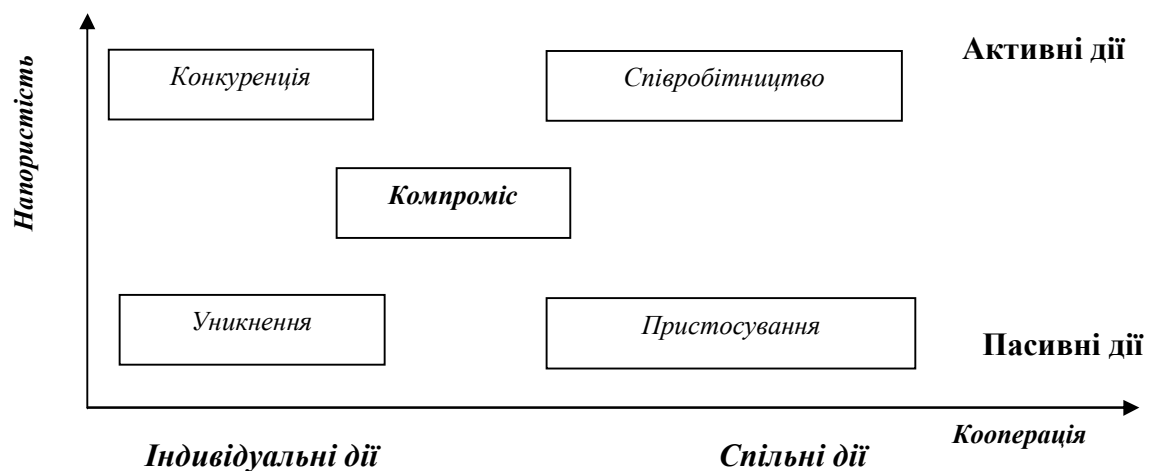 Активні дії
Конкуренція
Співробітництво
Напористість
Компроміс
Уникнення
Пристосування
Пасивні дії
Кооперація
Індивідуальні дії
Спільні дії